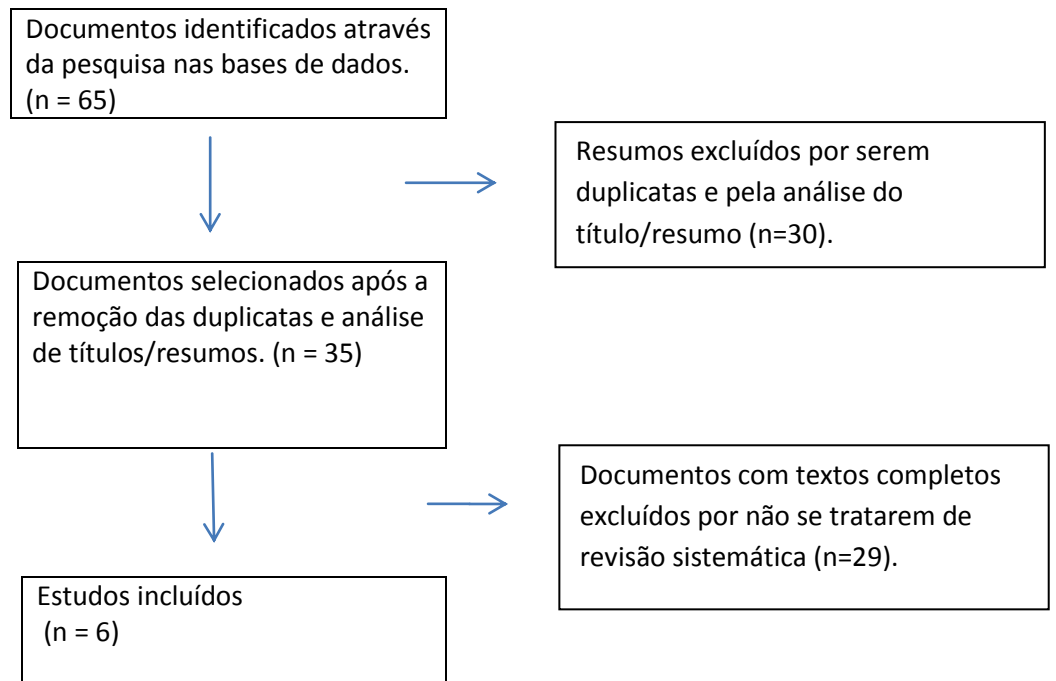 Documentos identificados através
da pesquisa nas bases de dados.
(n = 65)
Resumos excluídos por serem
duplicatas e pela análise do
título/resumo (n=30).
Documentos selecionados após a
remoção das duplicatas e análise
de títulos/resumos. (n = 35)
Documentos com textos completos
excluídos por não se tratarem de
revisão sistemática (n=29).
Estudos incluídos
(n = 6)